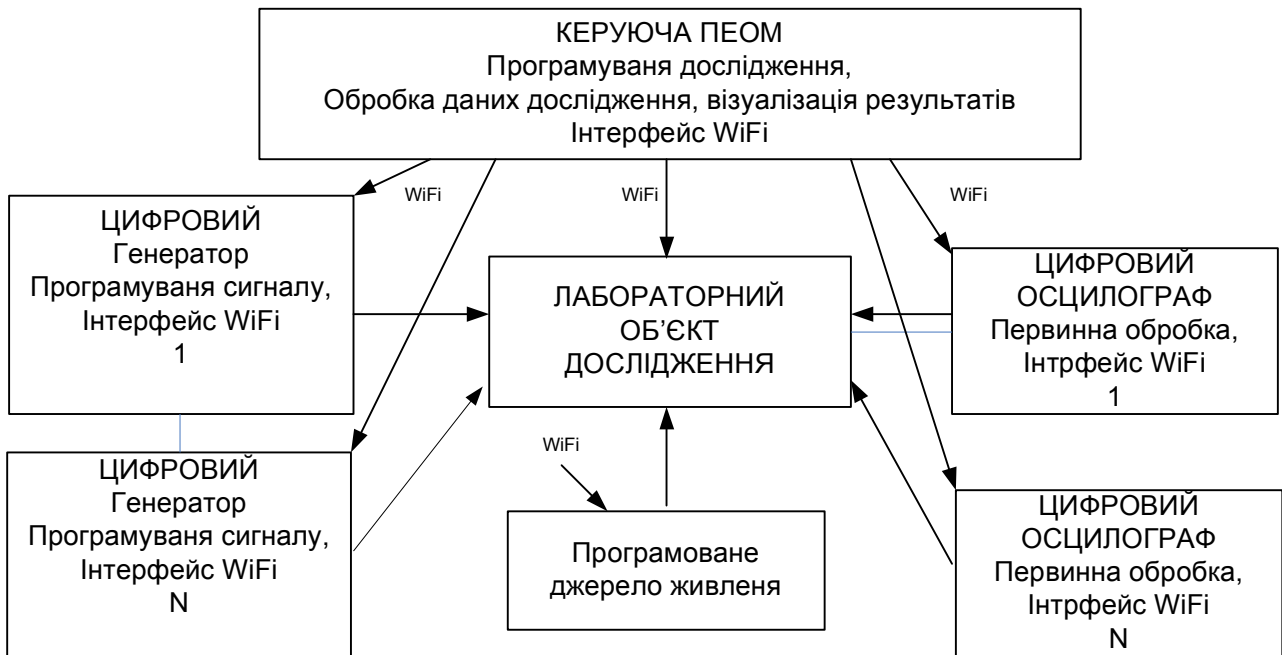 КЕРУЮЧА ПЕОМ
Програмуваня дослідження,
Обробка даних дослідження, візуалізація результатів
Інтерфейс WiFi
WiFi
WiFi
WiFi
ЦИФРОВИЙ
Генератор
Програмуваня сигналу,
Інтерфейс WiFi
1
ЛАБОРАТОРНИЙ
ОБ’ЄКТ
ДОСЛІДЖЕННЯ
ЦИФРОВИЙ
ОСЦИЛОГРАФ
Первинна обробка,
Інтрфейс WiFi
1
ЦИФРОВИЙ
Генератор
Програмуваня сигналу,
Інтерфейс WiFi
N
WiFi
Програмоване
джерело живленя
ЦИФРОВИЙ
ОСЦИЛОГРАФ
Первинна обробка,
Інтрфейс WiFi
N